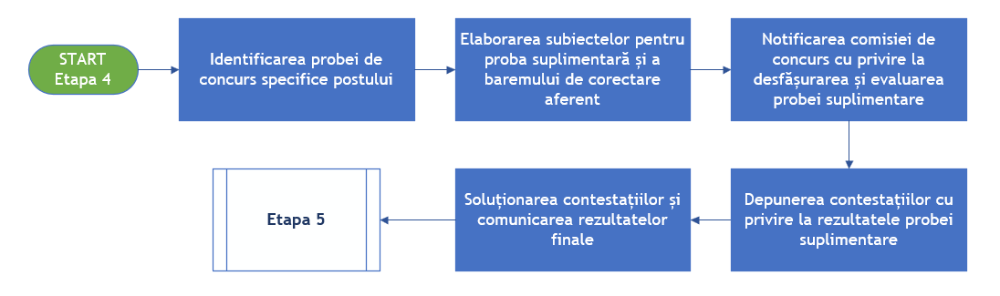 START
Etapa 4
Identificarea probei de
concurs specifice postului
Elaborarea subiectelor pentru
proba suplimentară și a
baremului de corectare
aferent
Notificarea comisiei de
concurs cu privire la
desfășurarea și evaluarea
probei suplimentare
Depunerea contestațiilor cu
privire la rezultatele probei
suplimentare
Soluționarea contestațiilor și
comunicarea rezultatelor
finale
Etapa 5